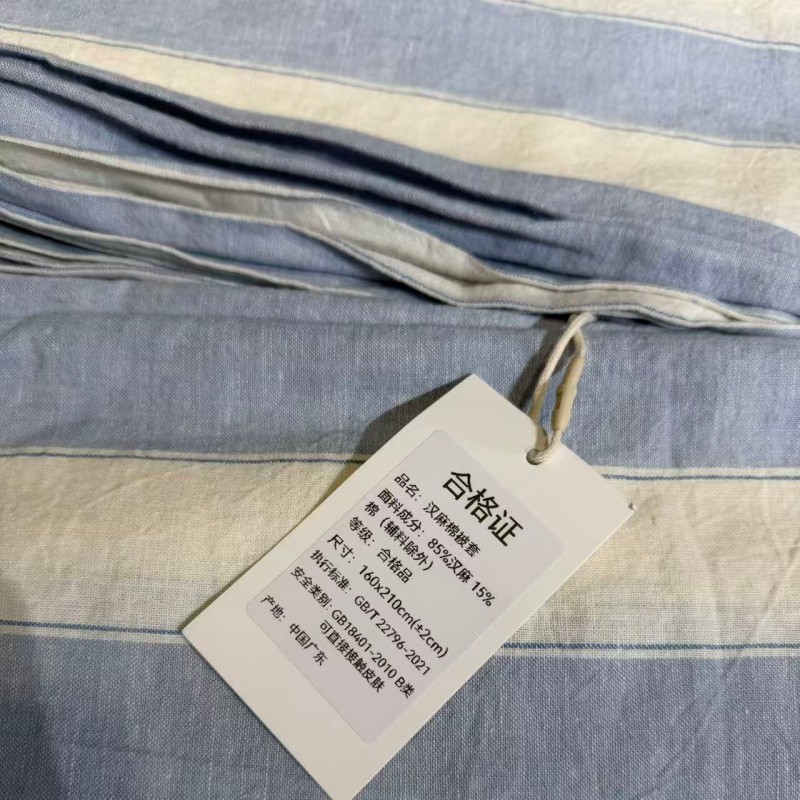 合格证
品名：汉麻棉被套
面料成分：85%汉麻 15%
棉（辅料除外）
等级：合格品
尺寸：160x210cm(±2cm)
执行标准：GB/T 22796-2021
安全类别：GB18401-2010 B类
可直接接触皮肤
产地：中国广东